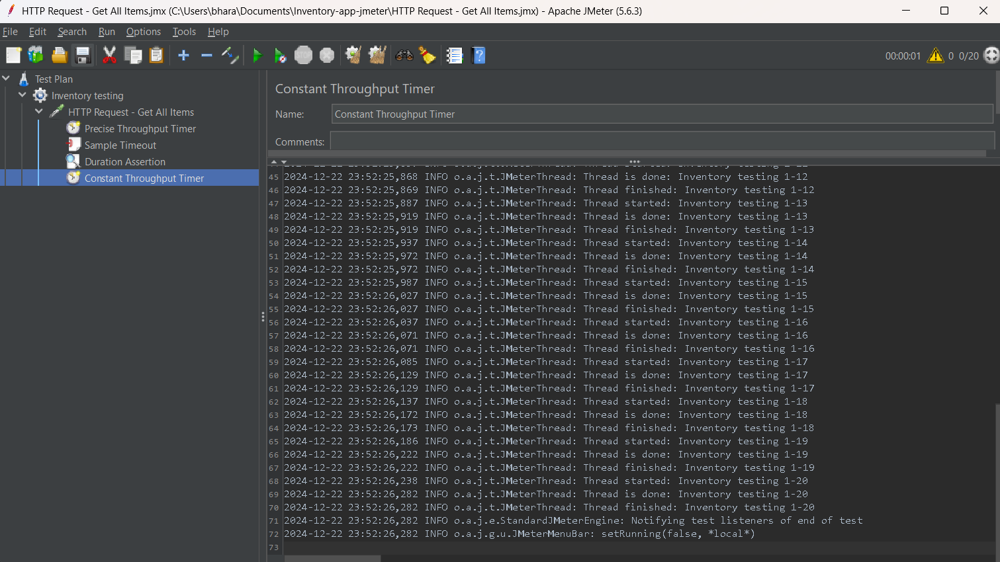 HTTP Request - Get All Items.jmx (C:\Users\bhara\Documents\Inventory-app-jmeter\HTTP Request - Get All Items.jmx) - Apache JMeter (5.6.3)
File Edit Search Run Options Tools Help
STOP
00:00:01 0 0/20
Test Plan
Inventory testing
HTTP Request - Get All Items
Precise Throughput Timer
Sample Timeout
Duration Assertion
Constant Throughput Timer
Constant Throughput Timer
Name: Constant Throughput Timer
Comments:
45 2024-12-22 23:52:25,868 INFO o.a.j.t.JMeterThread: Thread is done: Inventory testing 1-12
46 2024-12-22 23:52:25,869 INFO o.a.j.t.JMeterThread: Thread finished: Inventory testing 1-12
47 2024-12-22 23:52:25,887 INFO o.a.j.t.JMeterThread: Thread started: Inventory testing 1-13
48 2024-12-22 23:52:25,919 INFO o.a.j.t.JMeterThread: Thread is done: Inventory testing 1-13
49 2024-12-22 23:52:25,919 INFO o.a.j.t.JMeterThread: Thread finished: Inventory testing 1-13
50 2024-12-22 23:52:25,937 INFO o.a.j.t.JMeterThread: Thread started: Inventory testing 1-14
51 2024-12-22 23:52:25,972 INFO o.a.j.t.JMeterThread: Thread is done: Inventory testing 1-14
52 2024-12-22 23:52:25,972 INFO o.a.j.t.JMeterThread: Thread finished: Inventory testing 1-14
53 2024-12-22 23:52:25,987 INFO o.a.j.t.JMeterThread: Thread started: Inventory testing 1-15
54 2024-12-22 23:52:26,027 INFO o.a.j.t.JMeterThread: Thread is done: Inventory testing 1-15
55 2024-12-22 23:52:26,027 INFO o.a.j.t.JMeterThread: Thread finished: Inventory testing 1-15
56 2024-12-22 23:52:26,037 INFO o.a.j.t.JMeterThread: Thread started: Inventory testing 1-16
57 2024-12-22 23:52:26,071 INFO o.a.j.t.JMeterThread: Thread is done: Inventory testing 1-16
58 2024-12-22 23:52:26,071 INFO o.a.j.t.JMeterThread: Thread finished: Inventory testing 1-16
59 2024-12-22 23:52:26,085 INFO o.a.j.t.JMeterThread: Thread started: Inventory testing 1-17
60 2024-12-22 23:52:26,129 INFO o.a.j.t.JMeterThread: Thread is done: Inventory testing 1-17
61 2024-12-22 23:52:26,129 INFO o.a.j.t.JMeterThread: Thread finished: Inventory testing 1-17
62 2024-12-22 23:52:26,137 INFO o.a.j.t.JMeterThread: Thread started: Inventory testing 1-18
63 2024-12-22 23:52:26,172 INFO o.a.j.t.JMeterThread: Thread is done: Inventory testing 1-18
64 2024-12-22 23:52:26,173 INFO o.a.j.t.JMeterThread: Thread finished: Inventory testing 1-18
65 2024-12-22 23:52:26,186 INFO o.a.j.t.JMeterThread: Thread started: Inventory testing 1-19
66 2024-12-22 23:52:26,222 INFO o.a.j.t.JMeterThread: Thread is done: Inventory testing 1-19
67 2024-12-22 23:52:26,222 INFO o.a.j.t.JMeterThread: Thread finished: Inventory testing 1-19
68 2024-12-22 23:52:26,238 INFO o.a.j.t.JMeterThread: Thread started: Inventory testing 1-20
69 2024-12-22 23:52:26,282 INFO o.a.j.t.JMeterThread: Thread is done: Inventory testing 1-20
70 2024-12-22 23:52:26,282 INFO o.a.j.t.JMeterThread: Thread finished: Inventory testing 1-20
71 2024-12-22 23:52:26,282 INFO o.a.j.e.StandardJMeterEngine: Notifying test listeners of end of test
72 2024-12-22 23:52:26,282 INFO o.a.j.g.u.JMeterMenuBar: setRunning(false, *local*)
73